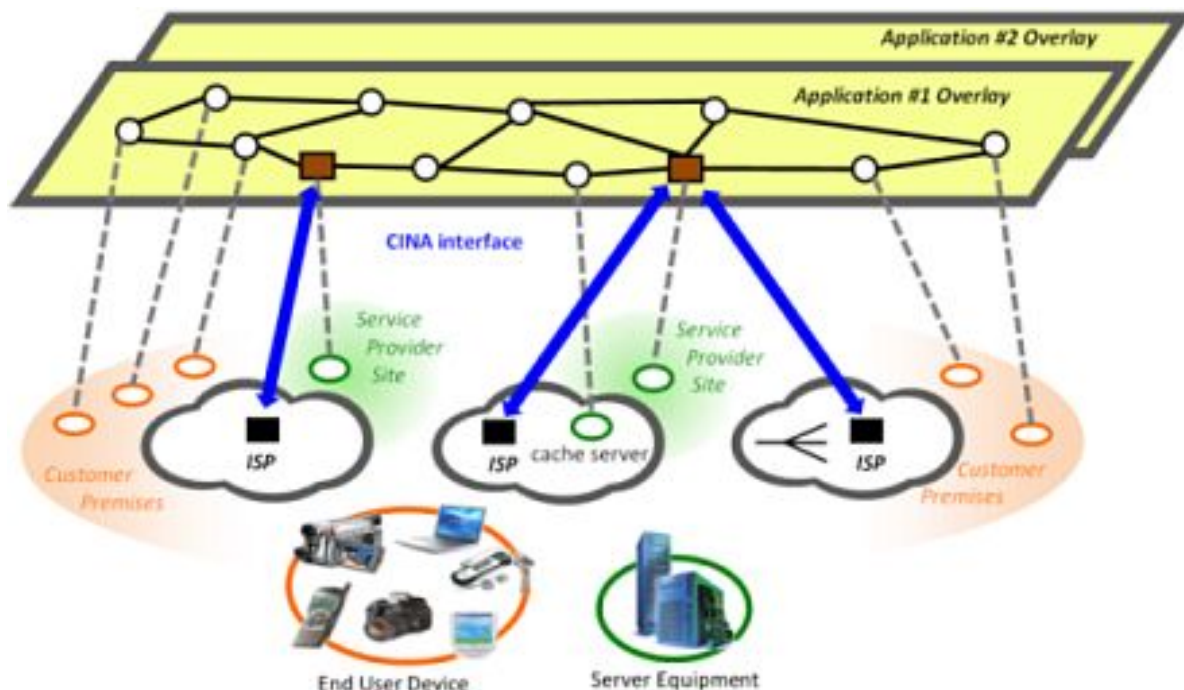 Application #2 Overlay
Application #1 Overlay
CINA interface
Service
Provider
Site
Service
Provider
Site
ISP
ISP
cache server
ISP
Customer
Premises
Customer
Premises
End User Device
Server Equipment